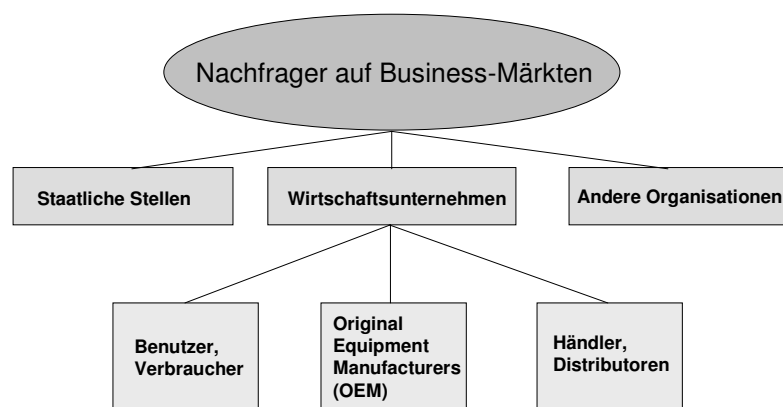 Nachfrager auf Business-Märkten
Staatliche Stellen
Wirtschaftsunternehmen
Andere Organisationen
Benutzer,
Verbraucher
Original
Equipment
Manufacturers
(OEM)
Händler,
Distributoren